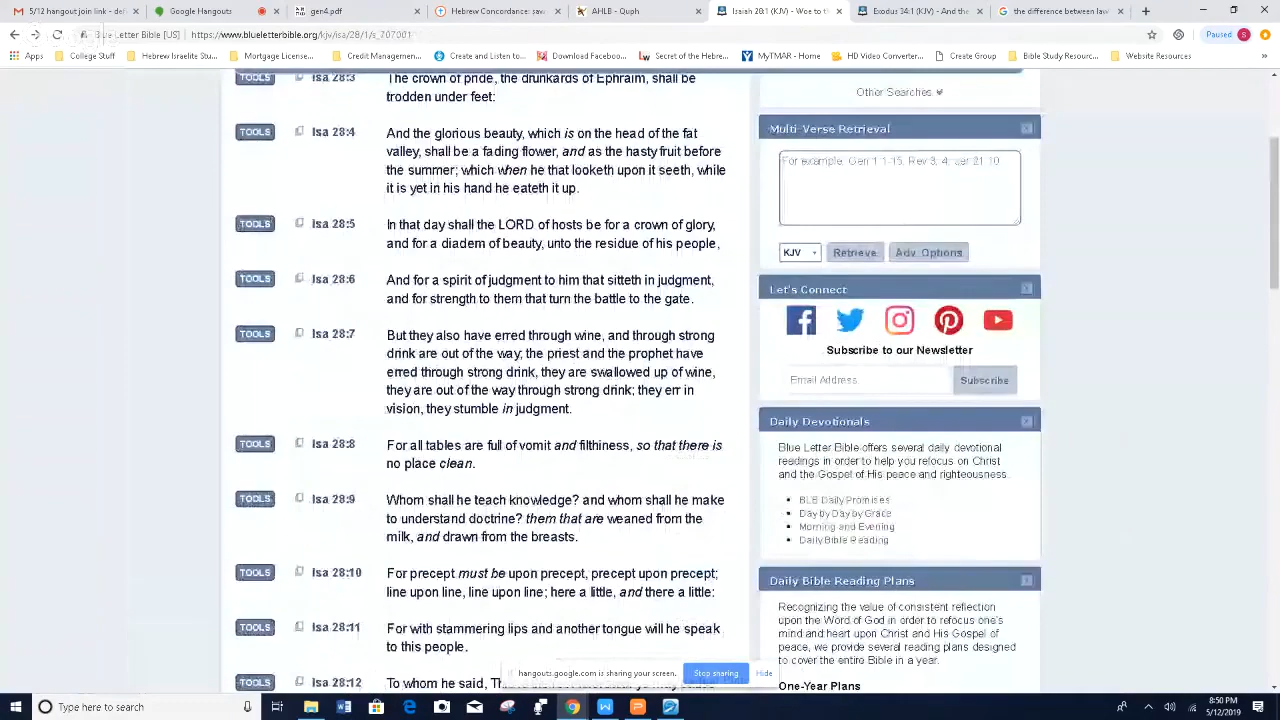 5/12 hangout join link - del
Google Hangouts
gen4.pdf
Hebrew Concordance: sava
AHLB - Quph
Isaiah 28:1 (KJV) - Woe to th
Exodus 34:1 (KJV) - And the
the difference between law
Blue Letter Bible [US] https://www.blueletterbible.org/kjv/isa/28/1/s_707001
Paused
Apps College Stuff Hebrew Israelite Stu... Mortgage License... Credit Managemen... Create and Listen to... Download Facebook... Secret of the Hebre... MyTMAR - Home HD Video Converter... Create Group Bible Study Resourc... Website Resources
TOOLS Isa 28:3 The crown of pride, the drunkards of Ephraim, shall be
trodden under feet:
TOOLS Isa 28:4 And the glorious beauty, which is on the head of the fat
valley, shall be a fading flower, and as the hasty fruit before
the summer; which when he that looketh upon it seeth, while
it is yet in his hand he eateth it up.
TOOLS Isa 28:5 In that day shall the LORD of hosts be for a crown of glory,
and for a diadem of beauty, unto the residue of his people,
TOOLS Isa 28:6 And for a spirit of judgment to him that sitteth in judgment,
and for strength to them that turn the battle to the gate.
TOOLS Isa 28:7 But they also have erred through wine, and through strong
drink are out of the way; the priest and the prophet have
erred through strong drink, they are swallowed up of wine,
they are out of the way through strong drink; they err in
vision, they stumble in judgment.
TOOLS Isa 28:8 For all tables are full of vomit and filthiness, so that there is
no place clean.
TOOLS Isa 28:9 Whom shall he teach knowledge? and whom shall he make
to understand doctrine? them that are weaned from the
milk, and drawn from the breasts.
TOOLS Isa 28:10 For precept must be upon precept, precept upon precept;
line upon line, line upon line; here a little, and there a little:
TOOLS Isa 28:11 For with stammering lips and another tongue will he speak
to this people.
TOOLS Isa 28:12 To whom he said,
Other Searches
Multi-Verse Retrieval
For example, Gen 1:1-15, Rev 3, 4; Jer 21:10
KJV Retrieve Adv. Options
Let's Connect
Subscribe to our Newsletter
Email Address Subscribe
Daily Devotionals
Blue Letter Bible offers several daily devotional
readings in order to help you refocus on Christ
and the Gospel of His peace and righteousness.
BLB Daily Promises
Day by Day by Grace
Morning and Evening
Daily Bible Reading
Daily Bible Reading Plans
Recognizing the value of consistent reflection
upon the Word of God in order to refocus one's
mind and heart upon Christ and His Gospel of
peace, we provide several reading plans designed
to cover the entire Bible in a year.
One-Year Plans
hangouts.google.com is sharing your screen. Stop sharing Hide
Type here to search
8:50 PM
5/12/2019